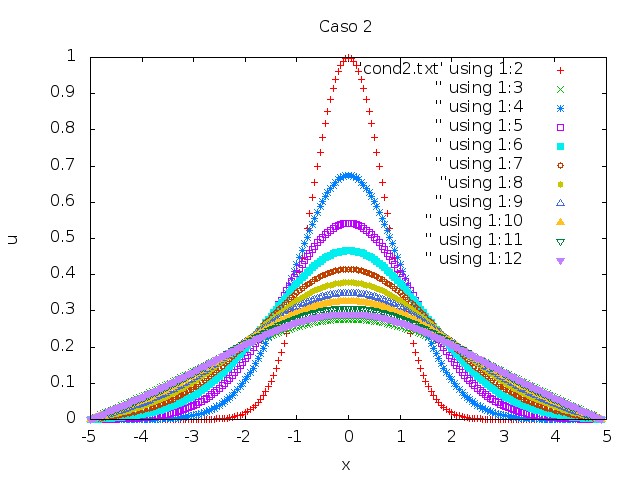 Caso 2
'cond2.txt' using 1:2
'' using 1:3
'' using 1:4
'' using 1:5
'' using 1:6
'' using 1:7
''using 1:8
'' using 1:9
'' using 1:10
'' using 1:11
'' using 1:12
1
0.9
0.8
0.7
0.6
0.5
0.4
0.3
0.2
0.1
0
u
-5 -4 -3 -2 -1 0 1 2 3 4 5
x